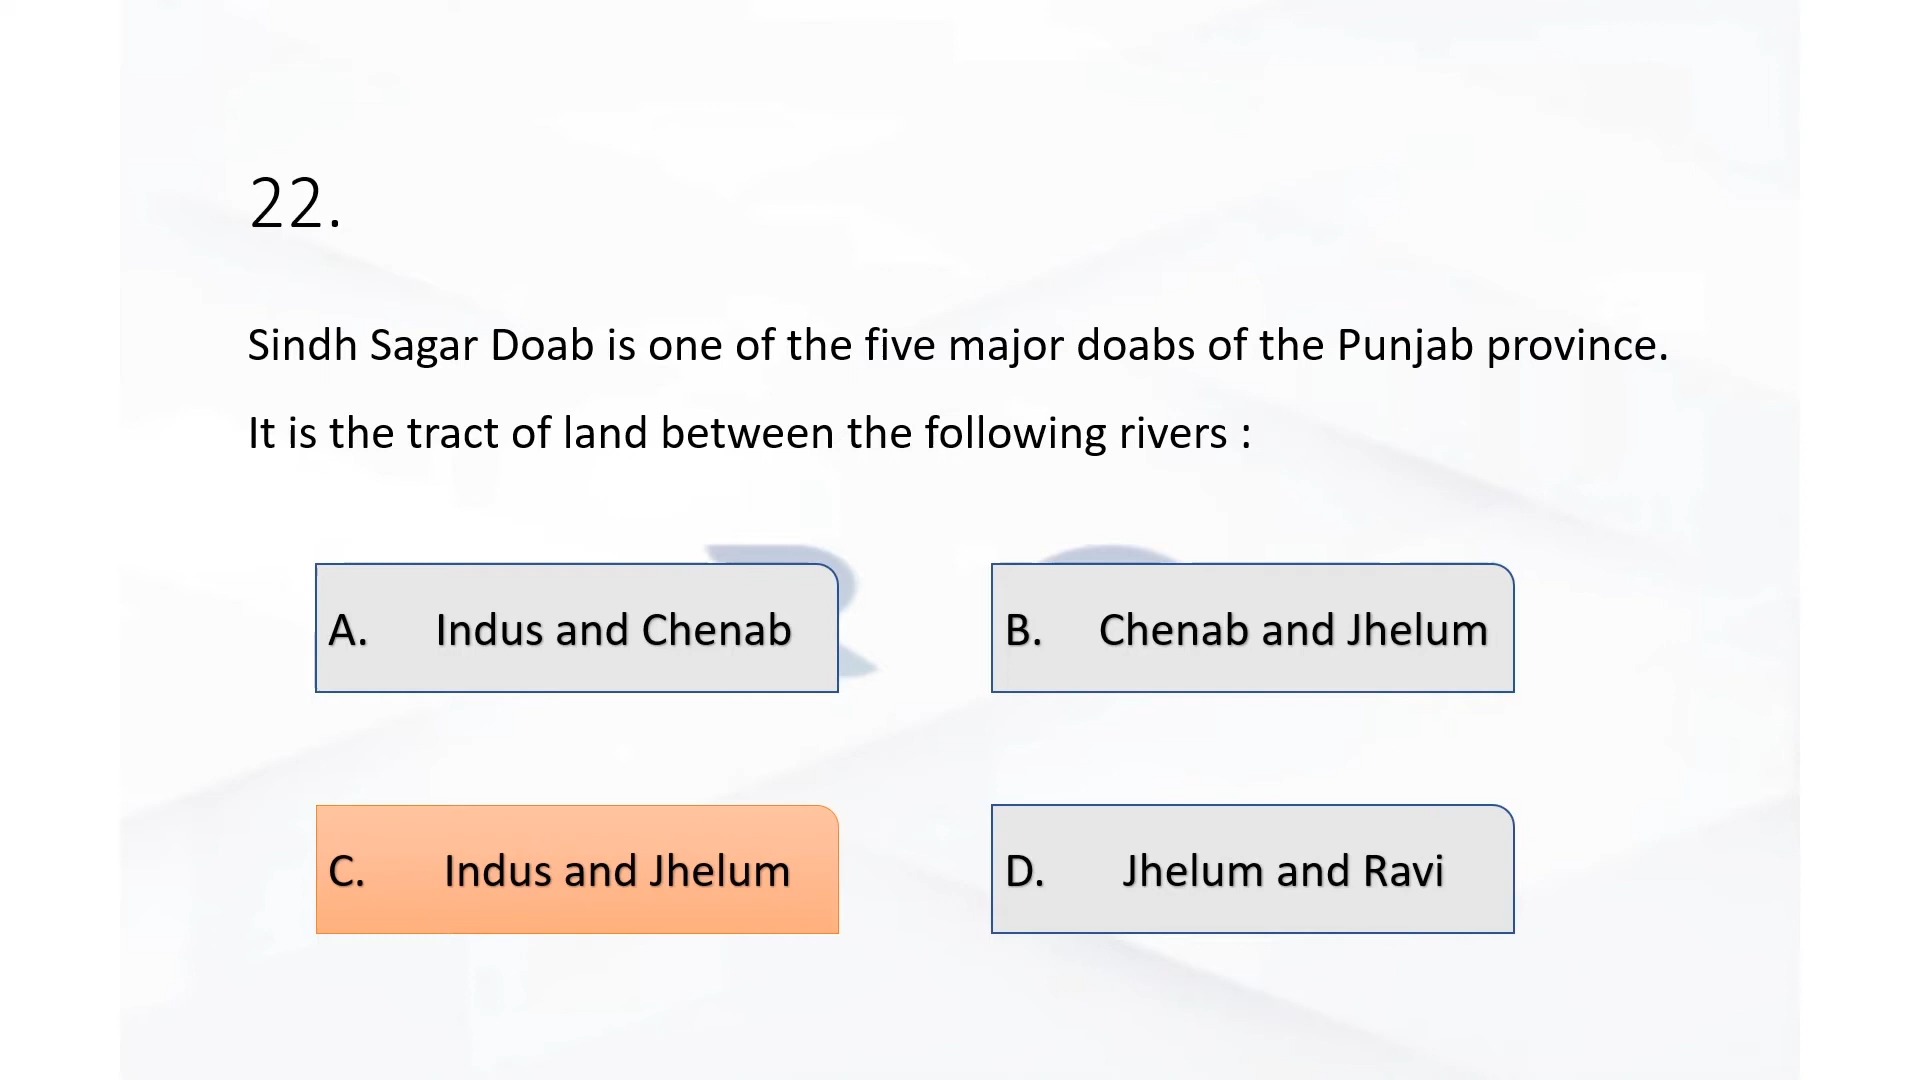 22.
Sindh Sagar Doab is one of the five major doabs of the Punjab province.
It is the tract of land between the following rivers :
A. Indus and Chenab
B. Chenab and Jhelum
C. Indus and Jhelum
D. Jhelum and Ravi